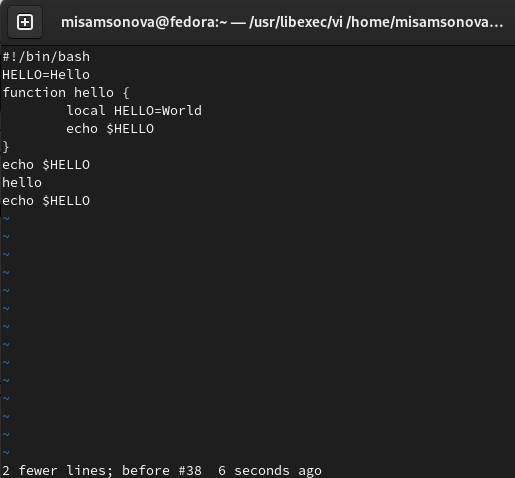 misamsonova@fedora:~ — /usr/libexec/vi /home/misamsonova...
#!/bin/bash
HELLO=Hello
function hello {
        local HELLO=World
        echo $HELLO
}
echo $HELLO
hello
echo $HELLO
~
~
~
~
~
~
~
~
~
~
~
~
~
~
2 fewer lines; before #38  6 seconds ago